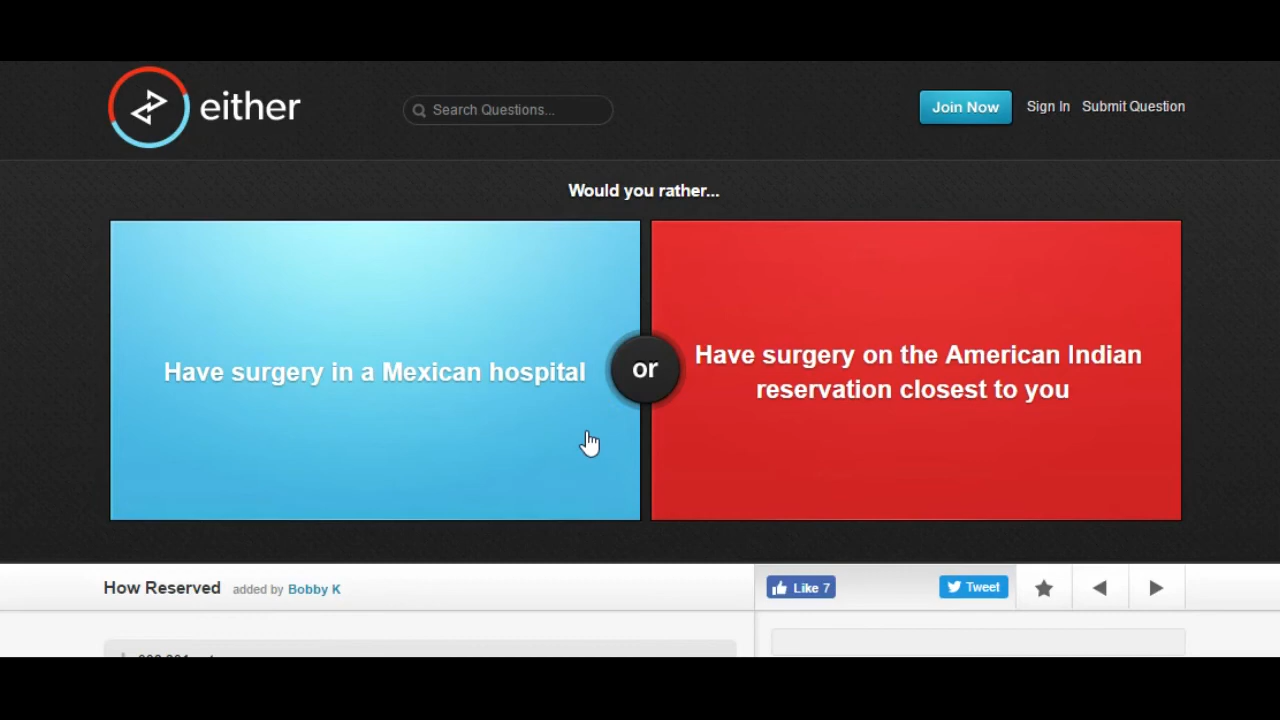 either
Search Questions...
Join Now
Sign In
Submit Question
Would you rather...
Have surgery in a Mexican hospital
or
Have surgery on the American Indian
reservation closest to you
How Reserved
added by Bobby K
Like 7
Tweet